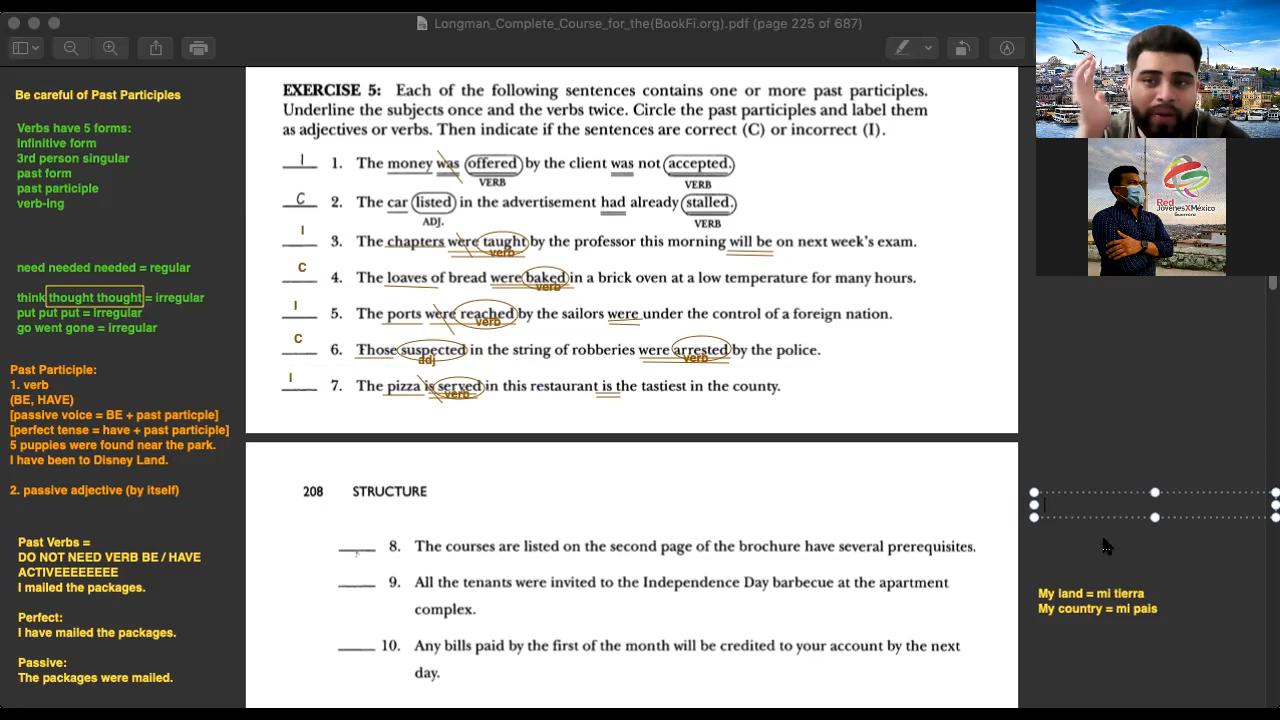 Longman_Complete_Course_for_the(BookFi.org).pdf (page 225 of 687)
Be careful of Past Participles
Verbs have 5 forms:
infinitive form
3rd person singular
past form
past participle
verb-ing
need needed needed = regular
think thought thought = irregular
put put put = irregular
go went gone = irregular
Past Participle:
1. verb
(BE, HAVE)
[passive voice = BE + past particple]
[perfect tense = have + past participle]
5 puppies were found near the park.
I have been to Disney Land.
2. passive adjective (by itself)
Past Verbs =
DO NOT NEED VERB BE / HAVE
ACTIVEEEEEEEE
I mailed the packages.
Perfect:
I have mailed the packages.
Passive:
The packages were mailed.
EXERCISE 5: Each of the following sentences contains one or more past participles.
Underline the subjects once and the verbs twice. Circle the past participles and label them
as adjectives or verbs. Then indicate if the sentences are correct (C) or incorrect (I).
I 1. The money was offered by the client was not accepted.
VERB VERB
C 2. The car listed in the advertisement had already stalled.
ADJ. VERB
I 3. The chapters were taught by the professor this morning will be on next week's exam.
verb
C 4. The loaves of bread were baked in a brick oven at a low temperature for many hours.
verb
I 5. The ports were reached by the sailors were under the control of a foreign nation.
verb
C 6. Those suspected in the string of robberies were arrested by the police.
adj verb
I 7. The pizza is served in this restaurant is the tastiest in the county.
verb
208 STRUCTURE
8. The courses are listed on the second page of the brochure have several prerequisites.
9. All the tenants were invited to the Independence Day barbecue at the apartment
complex.
10. Any bills paid by the first of the month will be credited to your account by the next
day.
Red
JóvenesXMéxico
Guerrero
My land = mi tierra
My country = mi pais